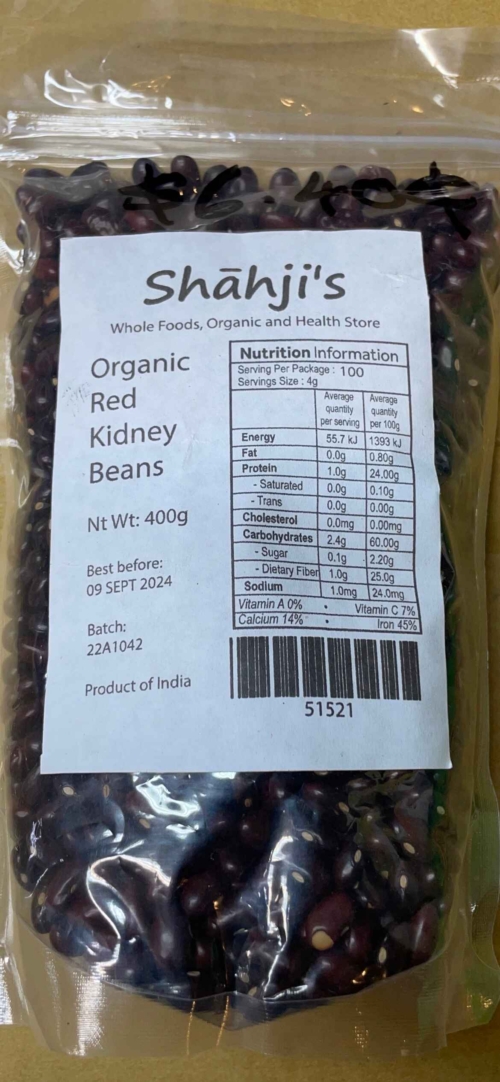 $6.40
Shāhji's
Whole Foods, Organic and Health Store
Organic
Red
Kidney
Beans
Nt Wt: 400g
Best before:
09 SEPT 2024
Batch:
22A1042
Product of India
Nutrition Information
Serving Per Package : 100
Servings Size : 4g
Average quantity per serving Average quantity per 100g
Energy 55.7 kJ 1393 kJ
Fat 0.0g 0.80g
Protein 1.0g 24.00g
- Saturated 0.0g 0.10g
- Trans 0.0g 0.00g
Cholesterol 0.0mg 0.00mg
Carbohydrates 2.4g 60.00g
- Sugar 0.1g 2.20g
- Dietary Fiber 1.0g 25.0g
Sodium 1.0mg 24.0mg
Vitamin A 0% • Vitamin C 7%
Calcium 14% • Iron 45%
51521